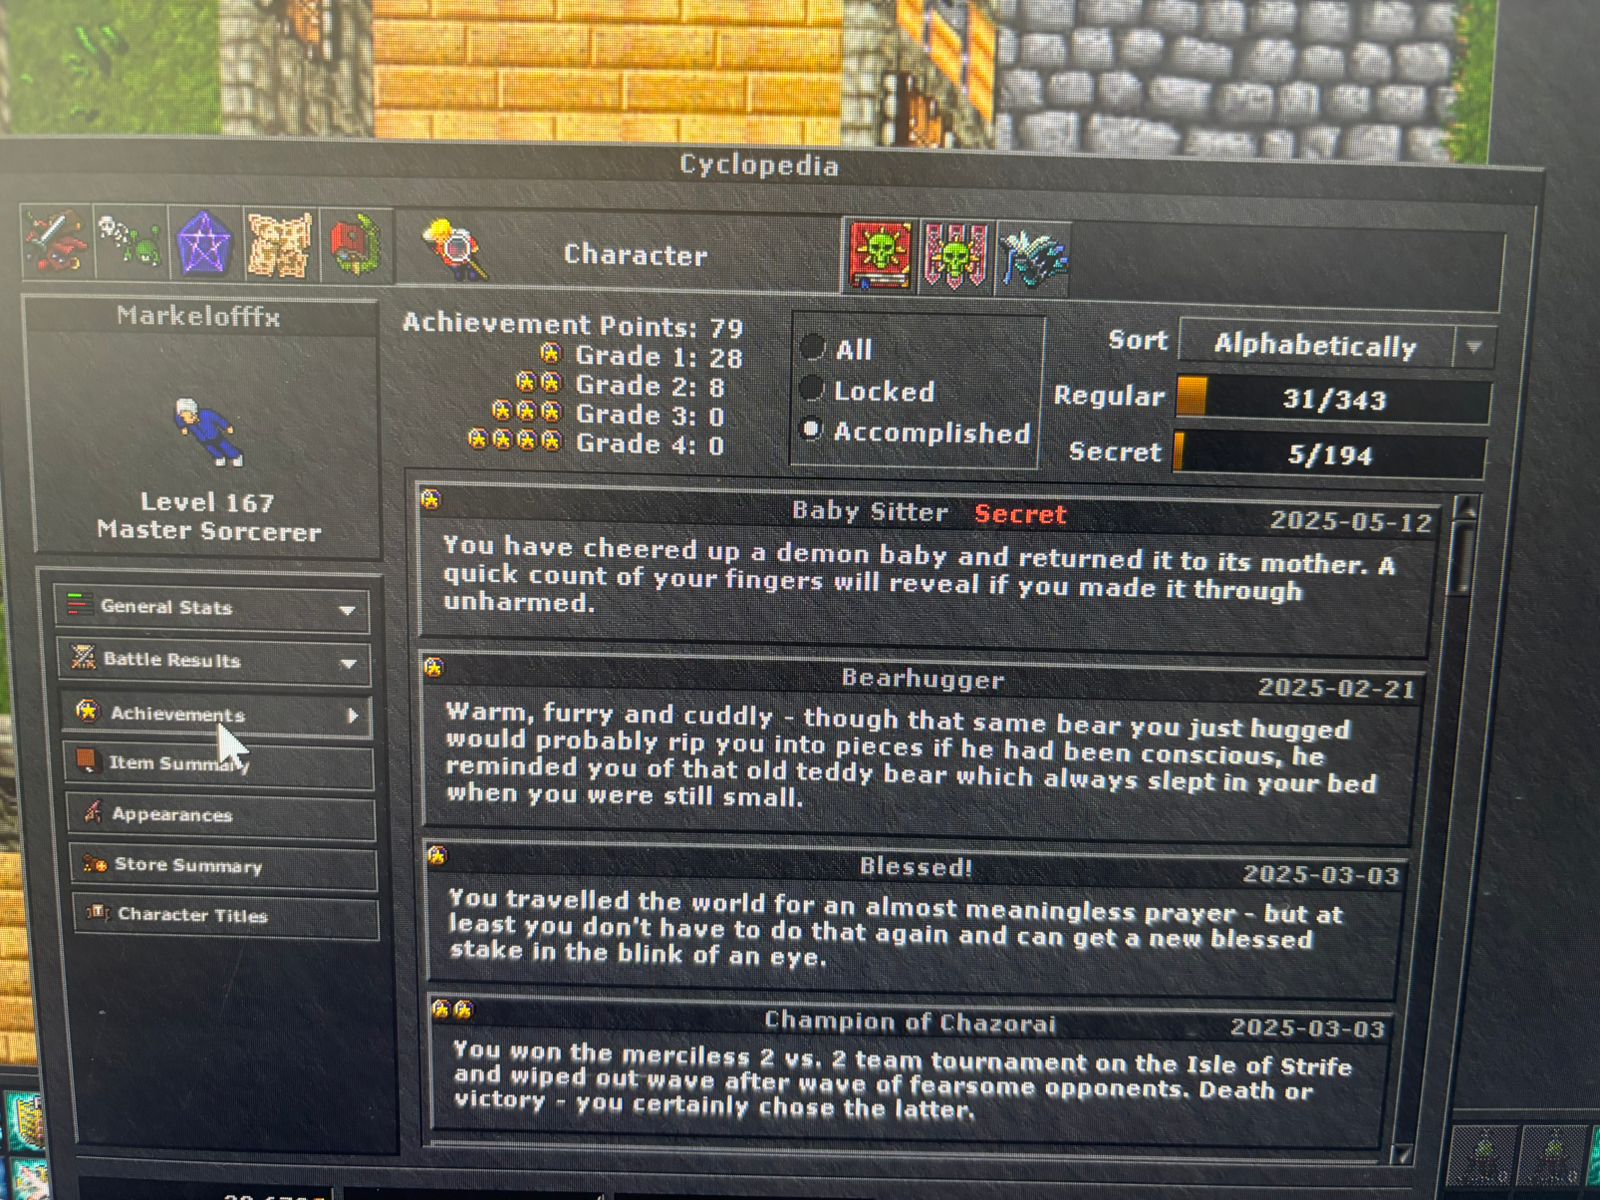 Cyclopedia
Character
Markelofffx
Level 167
Master Sorcerer
General Stats
Battle Results
Achievements
Item Summary
Appearances
Store Summary
Character Titles
Achievement Points: 79
Grade 1: 28
Grade 2: 8
Grade 3: 0
Grade 4: 0
All
Locked
Accomplished
Sort Alphabetically
Regular 31/343
Secret 5/194
Baby Sitter Secret 2025-05-12
You have cheered up a demon baby and returned it to its mother. A
quick count of your fingers will reveal if you made it through
unharmed.
Bearhugger 2025-02-21
Warm, furry and cuddly - though that same bear you just hugged
would probably rip you into pieces if he had been conscious, he
reminded you of that old teddy bear which always slept in your bed
when you were still small.
Blessed! 2025-03-03
You travelled the world for an almost meaningless prayer - but at
least you don't have to do that again and can get a new blessed
stake in the blink of an eye.
Champion of Chazorai 2025-03-03
You won the merciless 2 vs. 2 team tournament on the Isle of Strife
and wiped out wave after wave of fearsome opponents. Death or
victory - you certainly chose the latter.